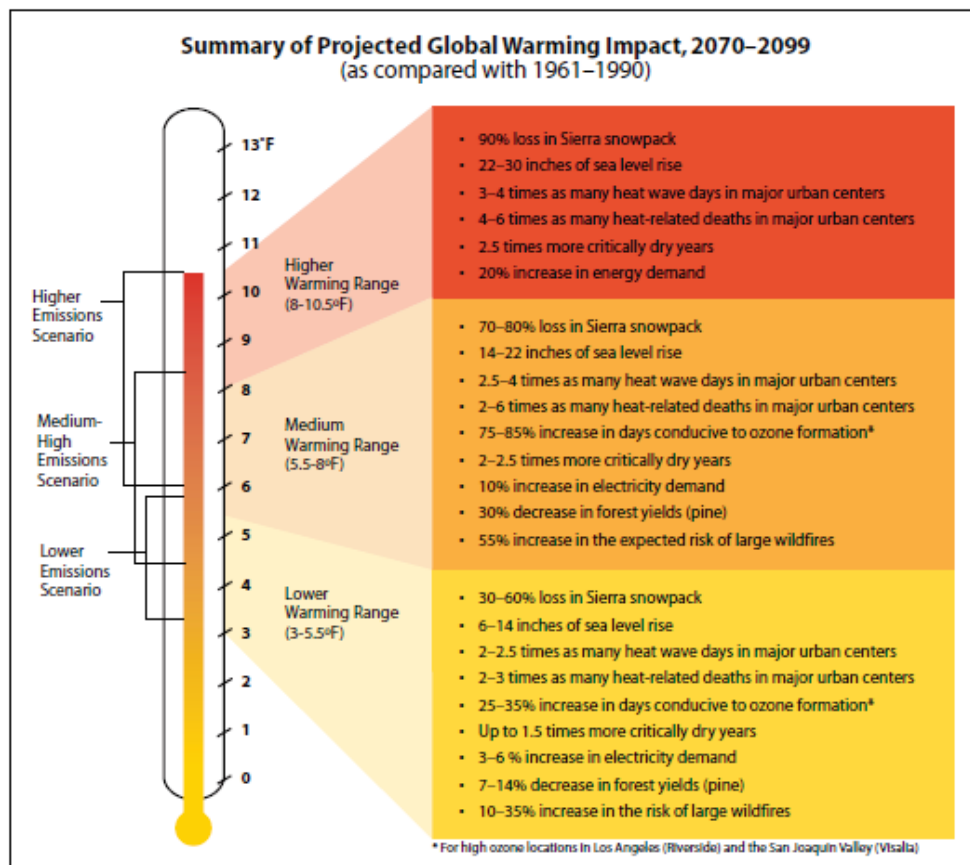 Summary of Projected Global Warming Impact, 2070–2099
(as compared with 1961–1990)
13°F
12
11
10
9
8
7
6
5
4
3
2
1
0
Higher
Emissions
Scenario
Medium-
High
Emissions
Scenario
Lower
Emissions
Scenario
Higher
Warming Range
(8-10.5ºF)
• 90% loss in Sierra snowpack
• 22–30 inches of sea level rise
• 3–4 times as many heat wave days in major urban centers
• 4–6 times as many heat-related deaths in major urban centers
• 2.5 times more critically dry years
• 20% increase in energy demand
Medium
Warming Range
(5.5-8ºF)
• 70–80% loss in Sierra snowpack
• 14–22 inches of sea level rise
• 2.5–4 times as many heat wave days in major urban centers
• 2–6 times as many heat-related deaths in major urban centers
• 75–85% increase in days conducive to ozone formation*
• 2–2.5 times more critically dry years
• 10% increase in electricity demand
• 30% decrease in forest yields (pine)
• 55% increase in the expected risk of large wildfires
Lower
Warming Range
(3-5.5ºF)
• 30–60% loss in Sierra snowpack
• 6–14 inches of sea level rise
• 2–2.5 times as many heat wave days in major urban centers
• 2–3 times as many heat-related deaths in major urban centers
• 25–35% increase in days conducive to ozone formation*
• Up to 1.5 times more critically dry years
• 3–6 % increase in electricity demand
• 7–14% decrease in forest yields (pine)
• 10–35% increase in the risk of large wildfires
* For high ozone locations in Los Angeles (Riverside) and the San Joaquin Valley (Visalia)